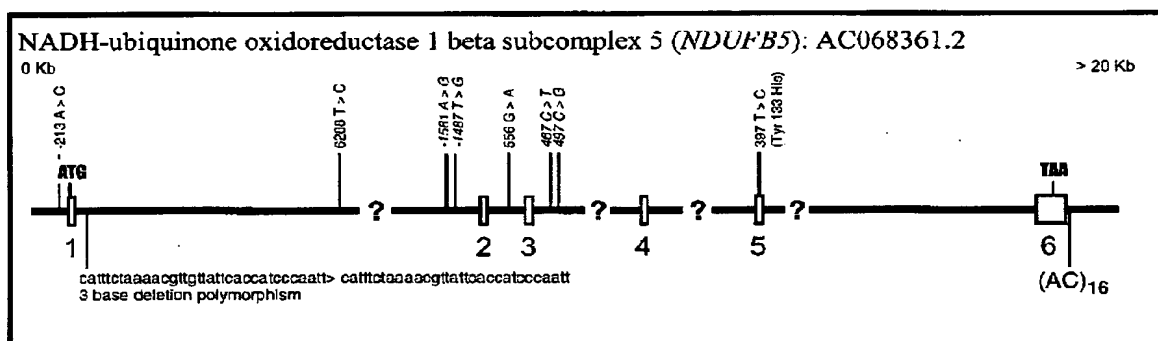 NADH-ubiquinone oxidoreductase 1 beta subcomplex 5 (NDUFB5): AC068361.2
0 Kb
> 20 Kb
-213 A > C
6208 T > C
-1581 A > G
-1487 T > G
556 G > A
487 C > T
497 C > G
397 T > C
(Tyr 133 His)
ATG
TAA
? ? ? ?
1 2 3 4 5 6
catttctaaaacgttgttattcaccatcccaatt> catttctaaaacgttattcaccatcccaatt
3 base deletion polymorphism
(AC)16